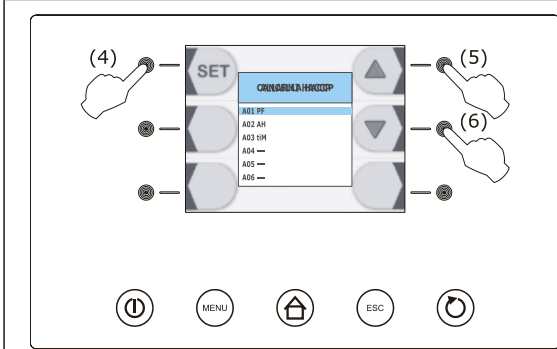 (4)
(5)
SET
A01 PF
A02 AH
(6)
A03 tiM
A04 —
A05 —
A06 —
MENU
ESC